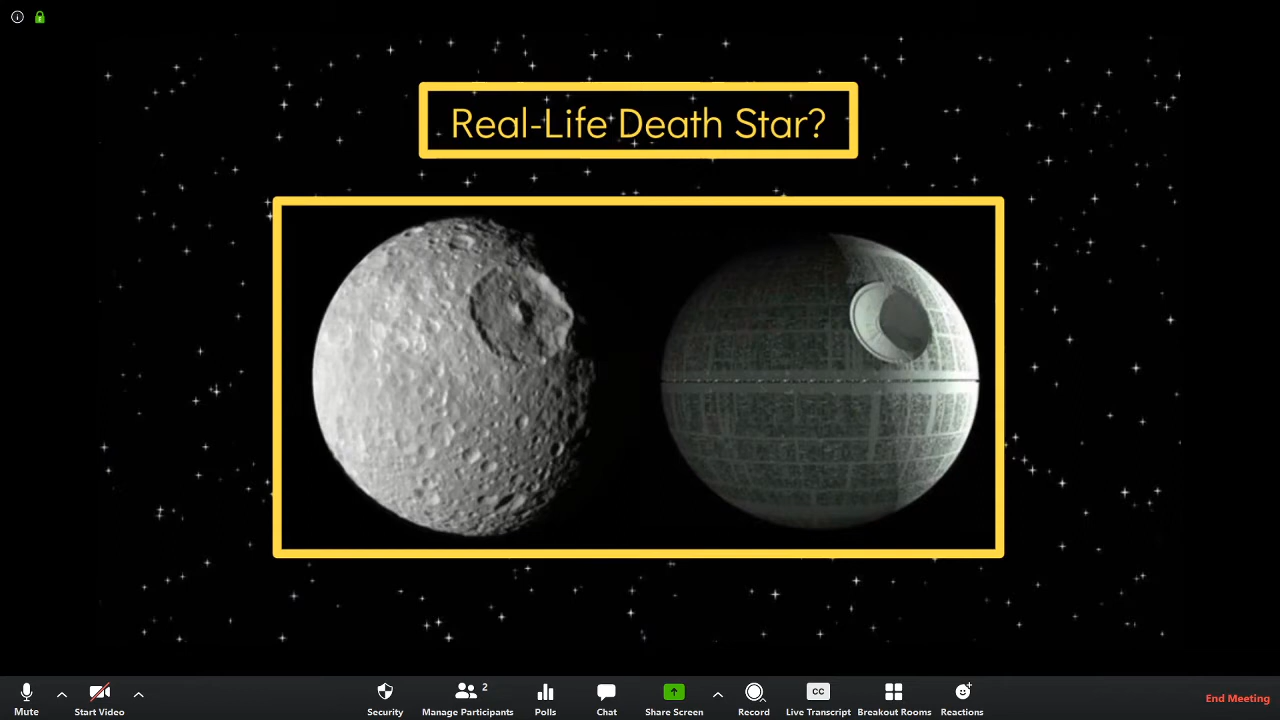 Real-Life Death Star?
2
Mute
Start Video
Security
Manage Participants
Polls
Chat
Share Screen
Record
CC
Live Transcript
Breakout Rooms
Reactions
End Meeting